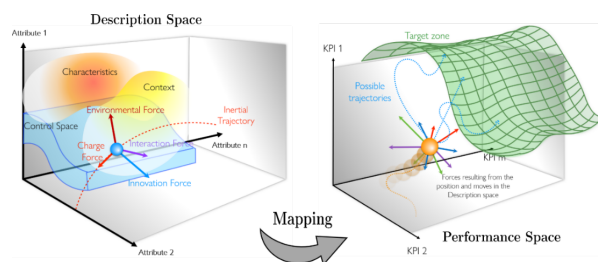 Description Space
Attribute 1
Characteristics
Context
Environmental Force
Control Space
Inertial
Trajectory
Charge
Force
Interaction Force
Attribute n
Innovation Force
Attribute 2
Mapping
KPI 1
Target zone
Possible
trajectories
KPI m
Forces resulting from the
position and moves in the
Description space
KPI 2
Performance Space